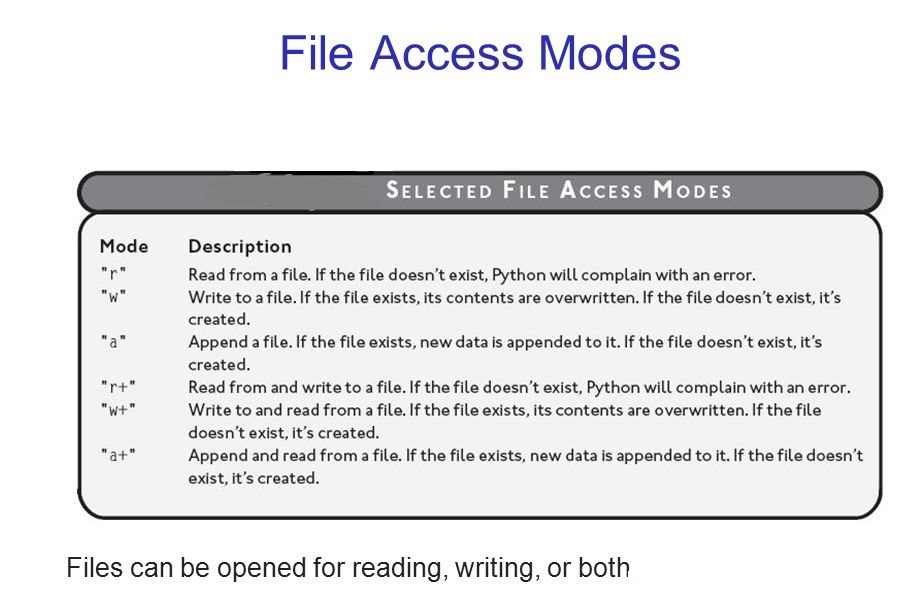 File Access Modes
SELECTED FILE ACCESS MODES
Mode Description
"r" Read from a file. If the file doesn't exist, Python will complain with an error.
"w" Write to a file. If the file exists, its contents are overwritten. If the file doesn't exist, it's
created.
"a" Append a file. If the file exists, new data is appended to it. If the file doesn't exist, it's
created.
"r+" Read from and write to a file. If the file doesn't exist, Python will complain with an error.
"w+" Write to and read from a file. If the file exists, its contents are overwritten. If the file
doesn't exist, it's created.
"a+" Append and read from a file. If the file exists, new data is appended to it. If the file doesn't
exist, it's created.
Files can be opened for reading, writing, or both